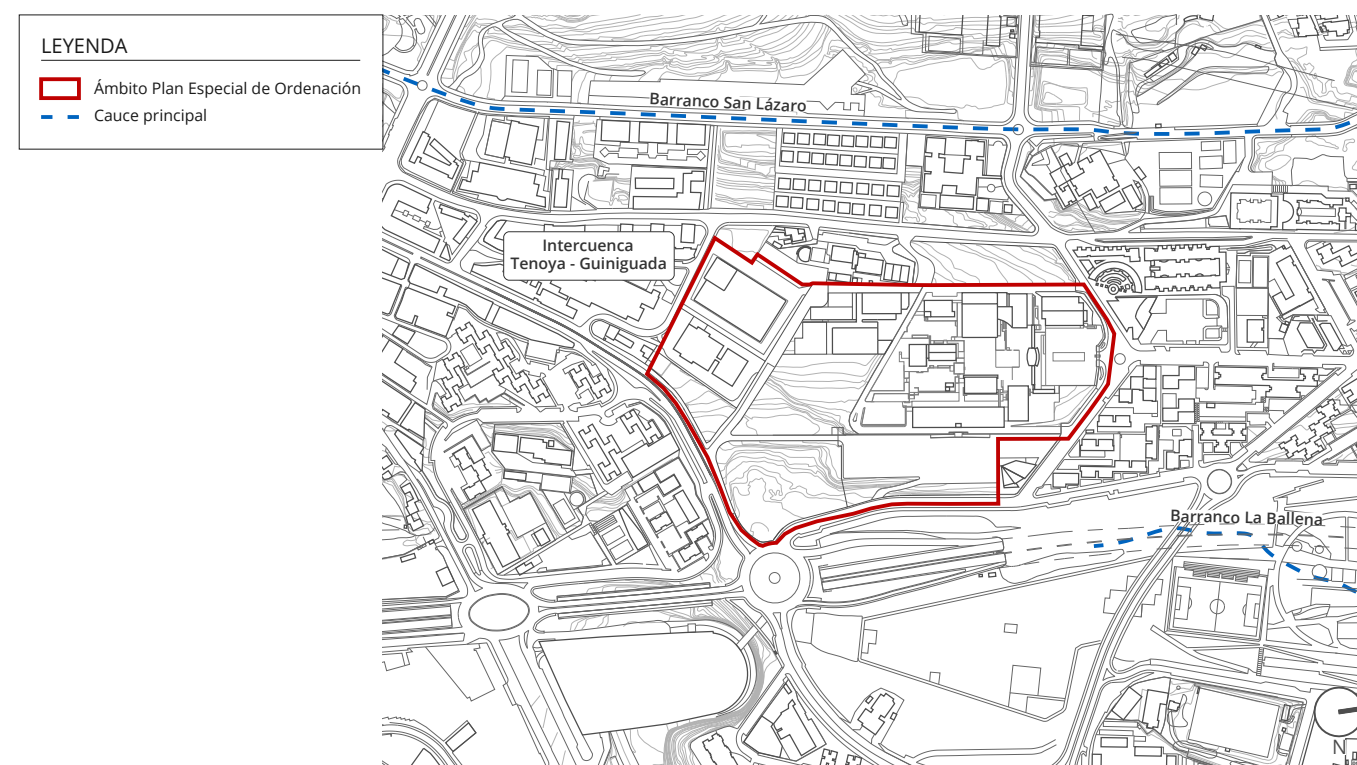 LEYENDA
Ámbito Plan Especial de Ordenación
Cauce principal
Barranco San Lázaro
Intercuenca
Tenoya - Guiniguada
Barranco La Ballena
N